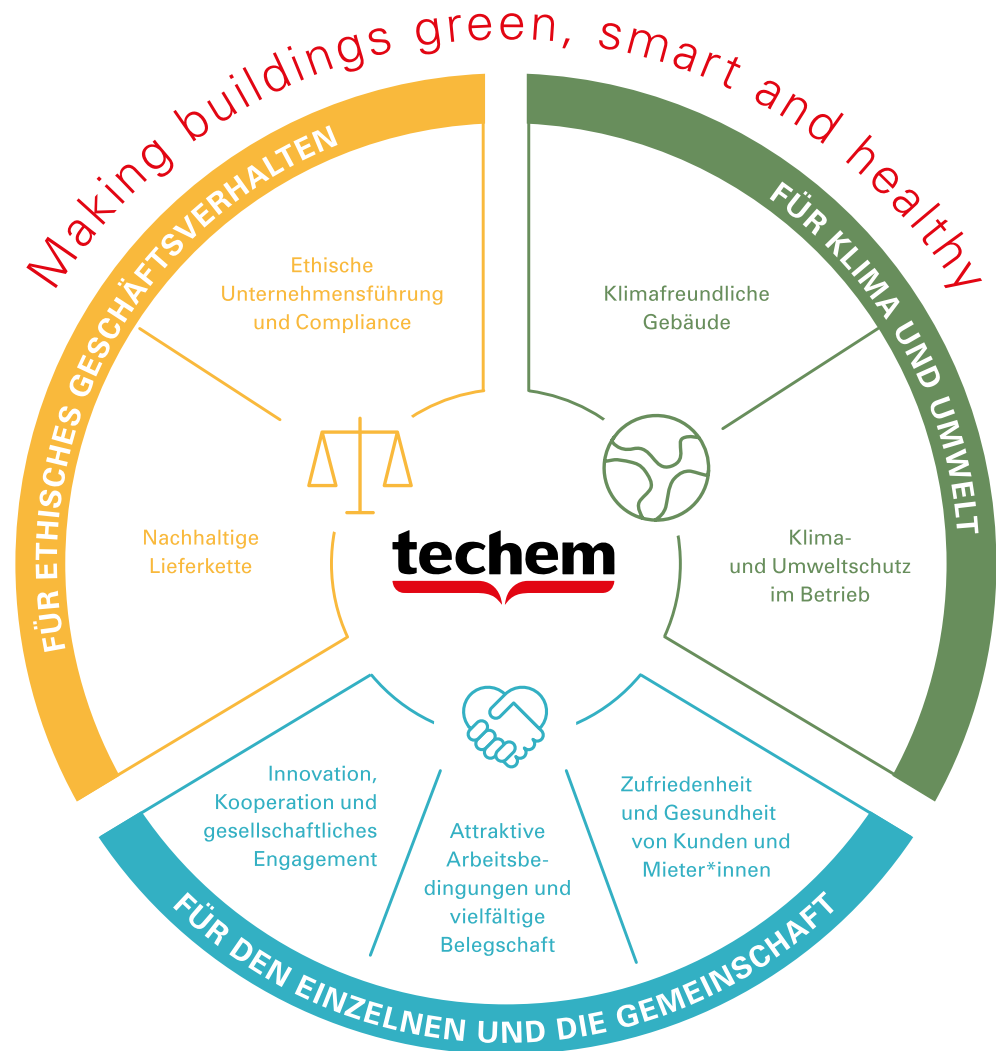 Making buildings green, smart and healthy
FÜR ETHISCHES GESCHÄFTSVERHALTEN
Ethische
Unternehmensführung
und Compliance
Nachhaltige
Lieferkette
FÜR KLIMA UND UMWELT
Klimafreundliche
Gebäude
Klima-
und Umweltschutz
im Betrieb
techem
Innovation,
Kooperation und
gesellschaftliches
Engagement
Attraktive
Arbeitsbe-
dingungen und
vielfältige
Belegschaft
Zufriedenheit
und Gesundheit
von Kunden und
Mieter*innen
FÜR DEN EINZELNEN UND DIE GEMEINSCHAFT